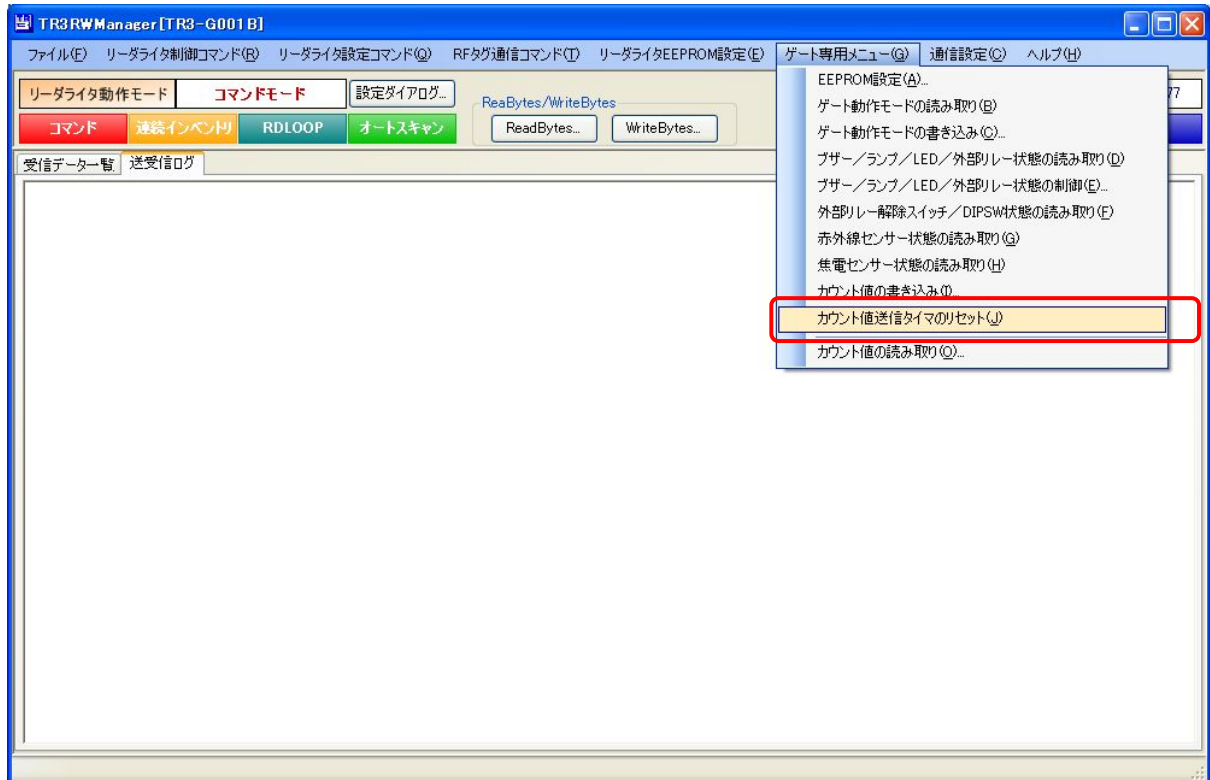 TR3RWManager[TR3-G001B]
ファイル(F) リーダライタ制御コマンド(R) リーダライタ設定コマンド(Q) RFタグ通信コマンド(T) リーダライタEEPROM設定(E) ゲート専用メニュー(G) 通信設定(C) ヘルプ(H)
リーダライタ動作モード コマンドモード 設定ダイアログ... ReaBytes/WriteBytes 77
コマンド 連続インベントリ RDLOOP オートスキャン ReadBytes... WriteBytes...
受信データ一覧 送受信ログ
EEPROM設定(A)...
ゲート動作モードの読み取り(B)
ゲート動作モードの書き込み(C)...
ブザー/ランプ/LED/外部リレー状態の読み取り(D)
ブザー/ランプ/LED/外部リレー状態の制御(E)...
外部リレー解除スイッチ/DIPSW状態の読み取り(F)
赤外線センサー状態の読み取り(G)
焦電センサー状態の読み取り(H)
カウント値の書き込み(I)...
カウント値送信タイマのリセット(J)
カウント値の読み取り(O)...